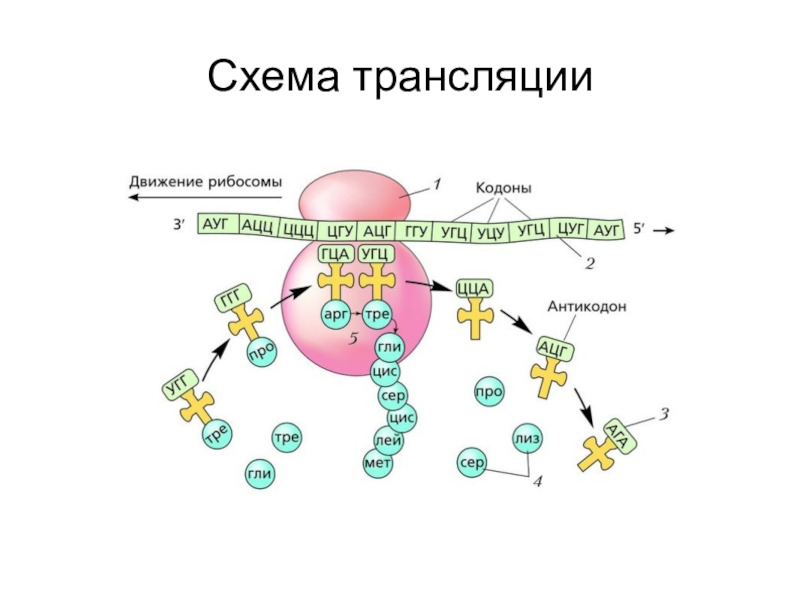 Схема трансляции
Движение рибосомы
1
Кодоны
3′ АУГ АЦЦ ЦЦЦ ЦГУ АЦГ ГГУ УГЦ УЦУ УГЦ ЦУГ АУГ 5′
2
ГЦА УГЦ
ГГГ
ЦЦА
Антикодон
арг тре
5
АЦГ
про
гли
УГГ
цис
про
сер
3
цис
АГА
тре
тре
лей
лиз
мет
сер
гли
4